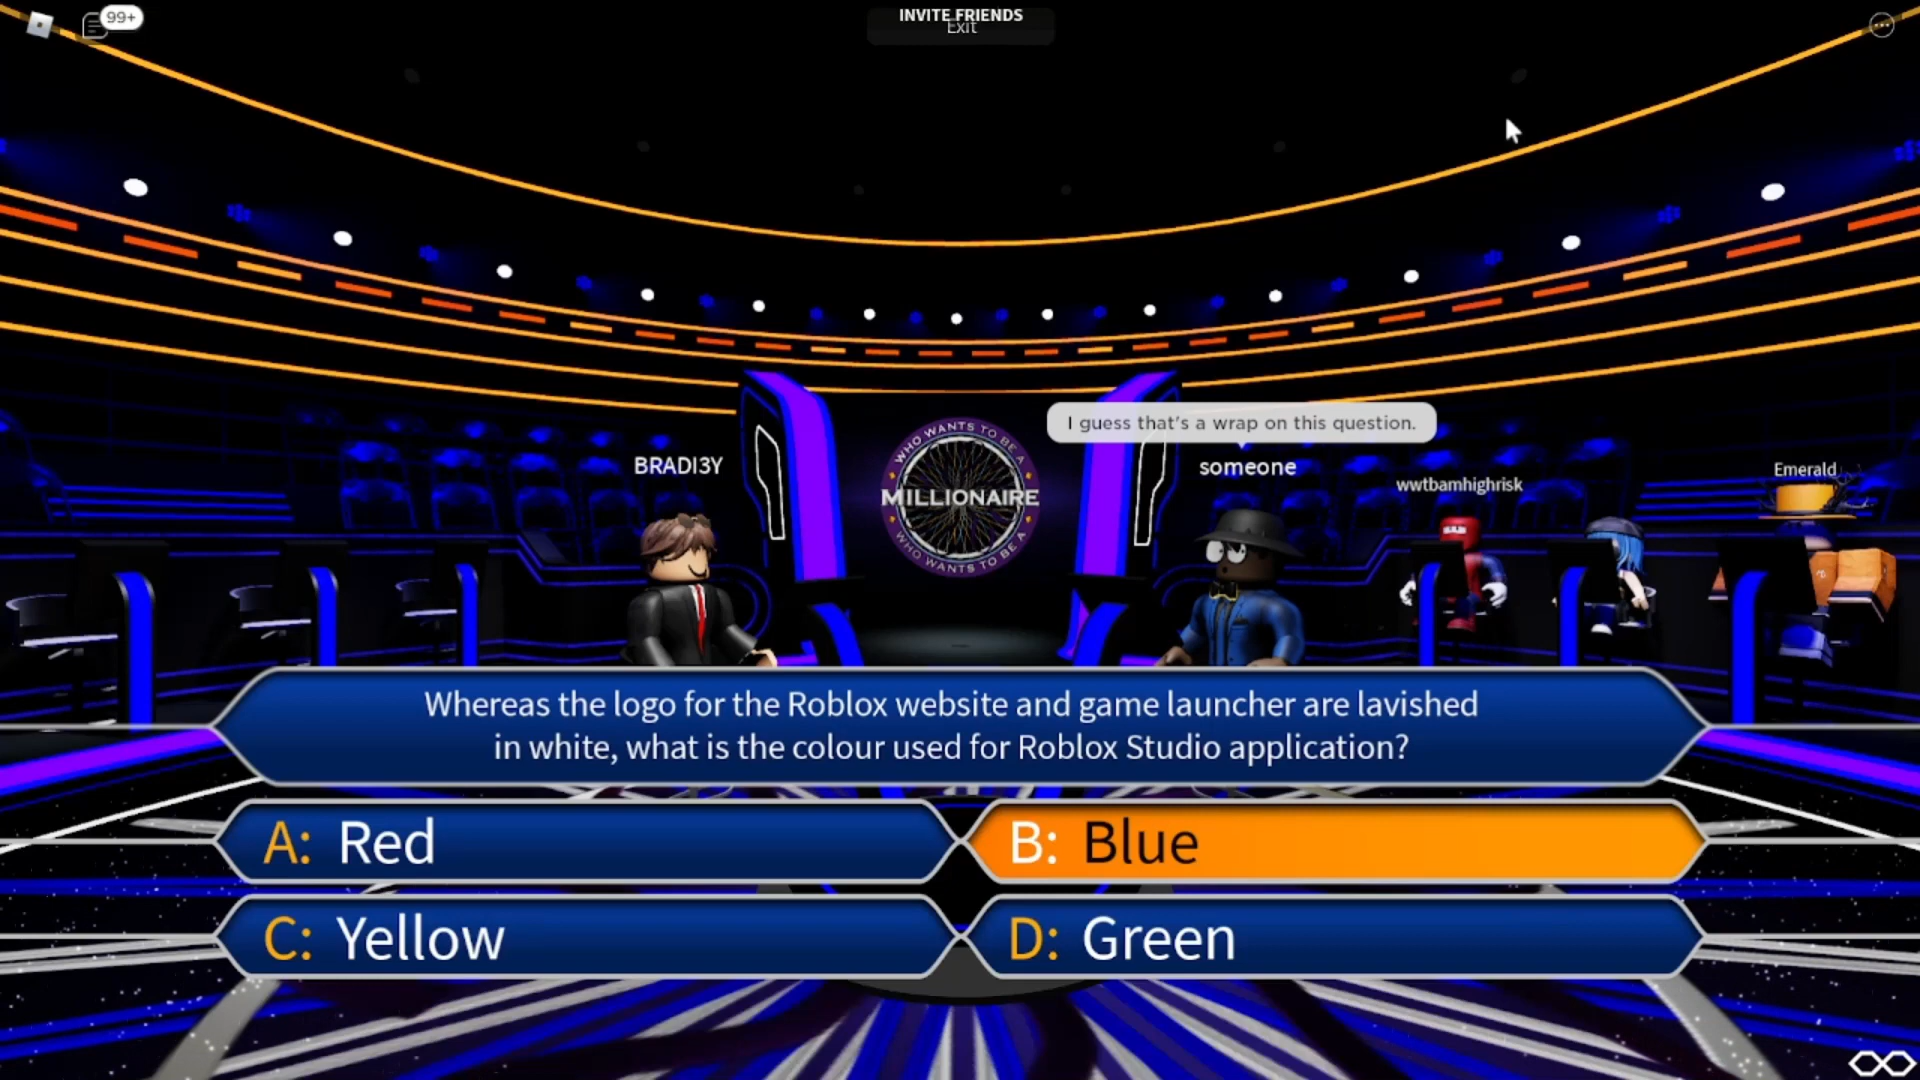 99+
INVITE FRIENDS
Exit
I guess that's a wrap on this question.
BRADI3Y
someone
wwtbamhighrisk
Emerald
WHO WANTS TO BE A
MILLIONAIRE
WHO WANTS TO BE A
Whereas the logo for the Roblox website and game launcher are lavished
in white, what is the colour used for Roblox Studio application?
A: Red
B: Blue
C: Yellow
D: Green